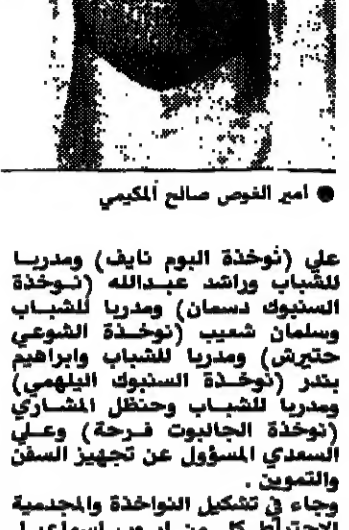 ● أمير الغوص صالح المكيمي
علي (نوخذة البوم نايف) ومدربا
للشباب وراشد عبدالله (نوخذة
السنبوك دسمان) ومدربا للشباب
وسلمان شعيب (نوخذة الشوعي
حتيرش) ومدربا للشباب وابراهيم
بندر (نوخذة السنبوك البلهمي)
ومدربا للشباب وحنظل المشاري
(نوخذة الجالبوت فرحة) وعلي
السعدي المسؤول عن تجهيز السفن
والتموين .
وجاء في تشكيل النواخذة والمجدمية